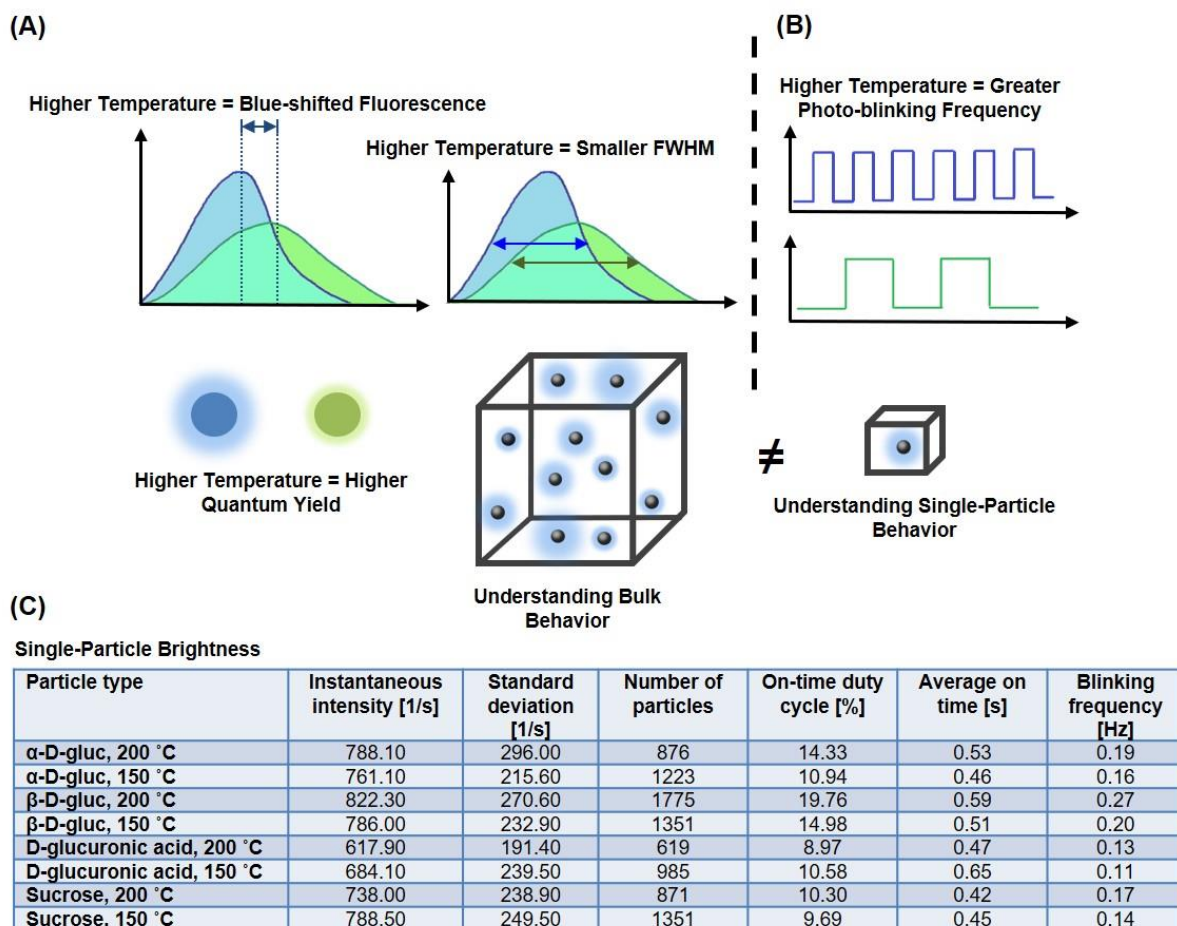 (A)
(B)
Higher Temperature = Blue-shifted Fluorescence
Higher Temperature = Smaller FWHM
Higher Temperature = Greater
Photo-blinking Frequency
Higher Temperature = Higher
Quantum Yield
≠
Understanding Bulk
Behavior
Understanding Single-Particle
Behavior
(C)
Single-Particle Brightness
Particle type Instantaneous intensity [1/s] Standard deviation [1/s] Number of particles On-time duty cycle [%] Average on time [s] Blinking frequency [Hz]
α-D-gluc, 200 ˚C 788.10 296.00 876 14.33 0.53 0.19
α-D-gluc, 150 ˚C 761.10 215.60 1223 10.94 0.46 0.16
β-D-gluc, 200 ˚C 822.30 270.60 1775 19.76 0.59 0.27
β-D-gluc, 150 ˚C 786.00 232.90 1351 14.98 0.51 0.20
D-glucuronic acid, 200 ˚C 617.90 191.40 619 8.97 0.47 0.13
D-glucuronic acid, 150 ˚C 684.10 239.50 985 10.58 0.65 0.11
Sucrose, 200 ˚C 738.00 238.90 871 10.30 0.42 0.17
Sucrose, 150 ˚C 788.50 249.50 1351 9.69 0.45 0.14